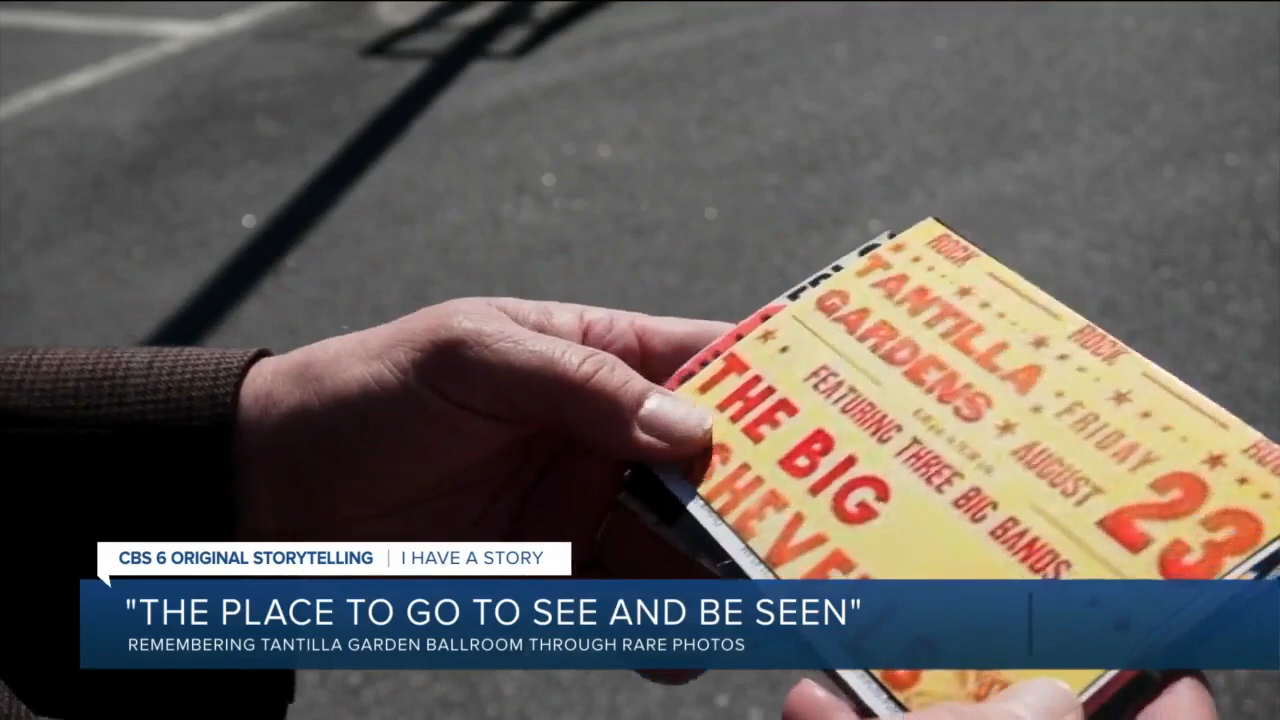 ROCK
ROCK
TANTILLA
GARDENS
FRIDAY
AUGUST
23
FEATURING THREE BIG BANDS
THE BIG
CBS 6 ORIGINAL STORYTELLING | I HAVE A STORY
"THE PLACE TO GO TO SEE AND BE SEEN"
REMEMBERING TANTILLA GARDEN BALLROOM THROUGH RARE PHOTOS